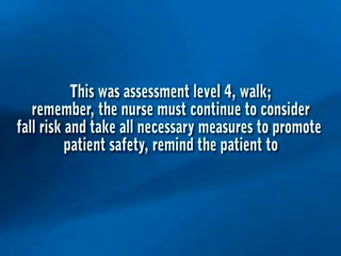 This was assessment level 4, walk;
remember, the nurse must continue to consider
fall risk and take all necessary measures to promote
patient safety, remind the patient to